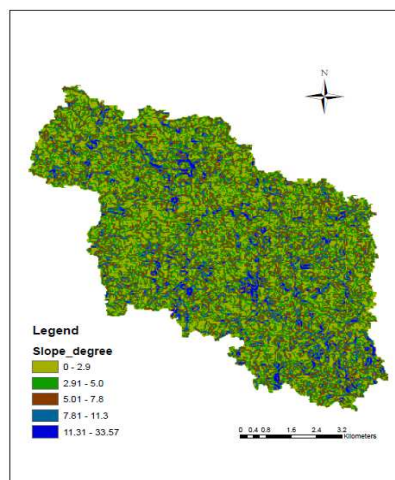 N
Legend
Slope_degree
0 - 2.9
2.91 - 5.0
5.01 - 7.8
7.81 - 11.3
11.31 - 33.57
0 0.4 0.8 1.6 2.4 3.2
Kilometers